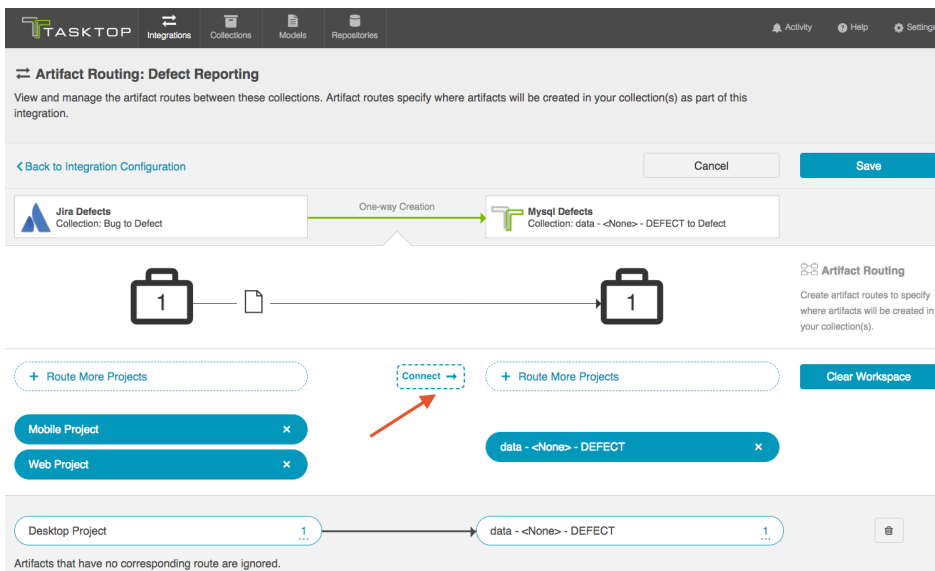 TASKTOP
Integrations
Collections
Models
Repositories
Activity
Help
Settings
Artifact Routing: Defect Reporting
View and manage the artifact routes between these collections. Artifact routes specify where artifacts will be created in your collection(s) as part of this
integration.
Back to Integration Configuration
Cancel
Save
Jira Defects
Collection: Bug to Defect
One-way Creation
Mysql Defects
Collection: data - <None> - DEFECT to Defect
1
1
Artifact Routing
Create artifact routes to specify
where artifacts will be created in
your collection(s).
+ Route More Projects
Connect →
+ Route More Projects
Clear Workspace
Mobile Project ×
Web Project ×
data - <None> - DEFECT ×
Desktop Project 1
data - <None> - DEFECT 1
Artifacts that have no corresponding route are ignored.